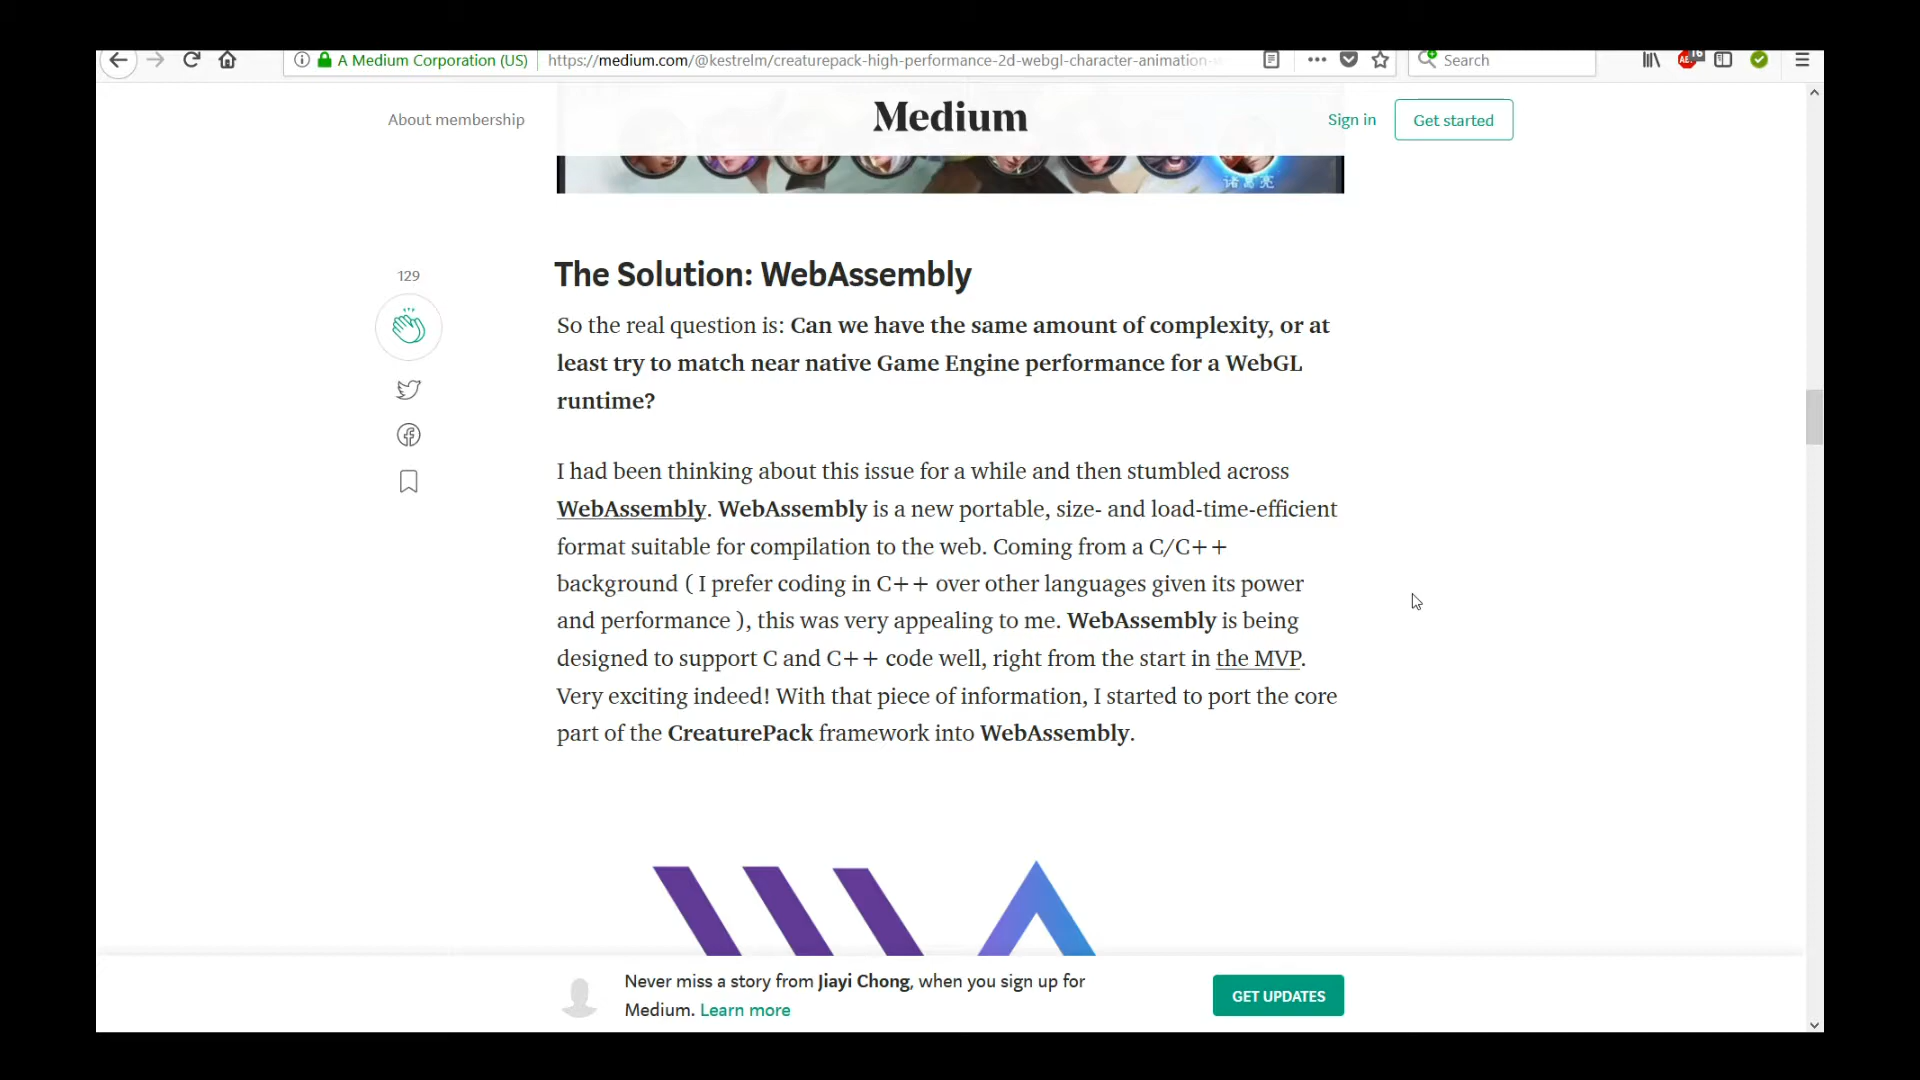 A Medium Corporation (US)
https://medium.com/@kestrelm/creaturepack-high-performance-2d-webgl-character-animation-
Search
16
About membership
Medium
Sign in
Get started
诸葛亮
The Solution: WebAssembly
129
So the real question is: Can we have the same amount of complexity, or at
least try to match near native Game Engine performance for a WebGL
runtime?
I had been thinking about this issue for a while and then stumbled across
WebAssembly. WebAssembly is a new portable, size- and load-time-efficient
format suitable for compilation to the web. Coming from a C/C++
background ( I prefer coding in C++ over other languages given its power
and performance ), this was very appealing to me. WebAssembly is being
designed to support C and C++ code well, right from the start in the MVP.
Very exciting indeed! With that piece of information, I started to port the core
part of the CreaturePack framework into WebAssembly.
Never miss a story from Jiayi Chong, when you sign up for
Medium. Learn more
GET UPDATES